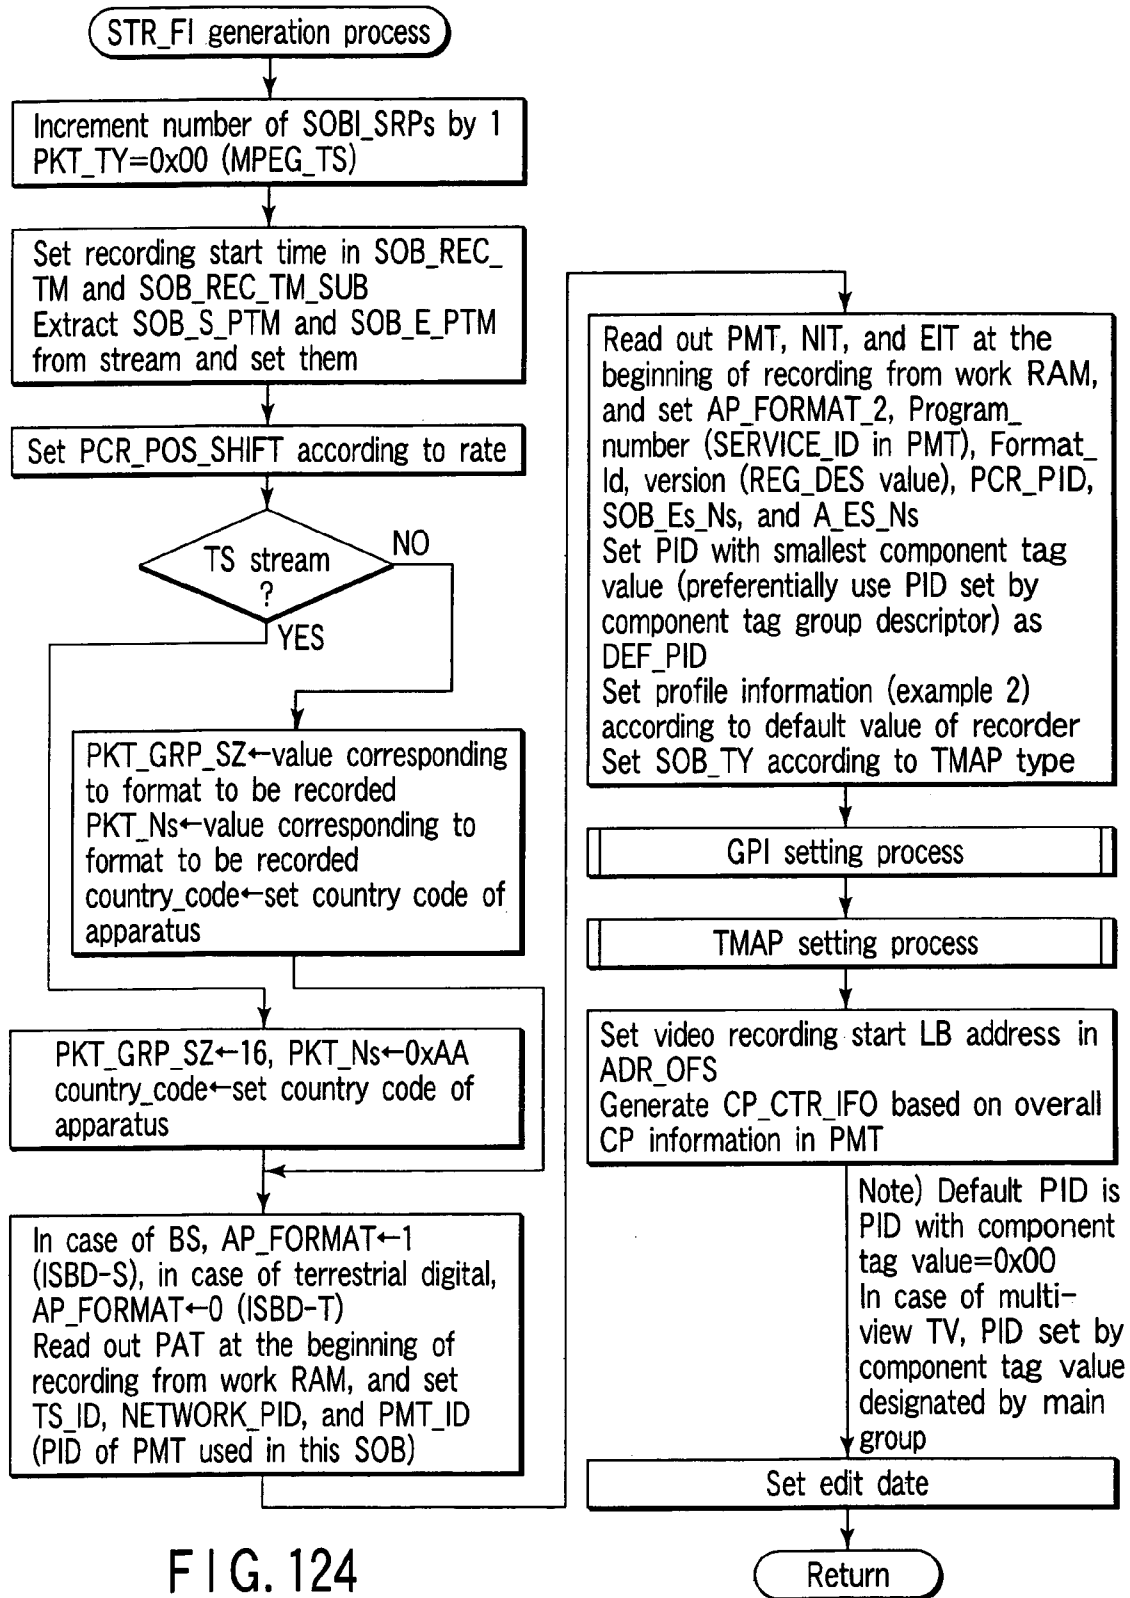 STR_FI generation process
Increment number of SOBI_SRPs by 1
PKT_TY=0x00 (MPEG_TS)
Set recording start time in SOB_REC_
TM and SOB_REC_TM_SUB
Extract SOB_S_PTM and SOB_E_PTM
from stream and set them
Set PCR_POS_SHIFT according to rate
TS stream
?
NO
YES
PKT_GRP_SZ←value corresponding
to format to be recorded
PKT_Ns←value corresponding to
format to be recorded
country_code←set country code of
apparatus
PKT_GRP_SZ←16, PKT_Ns←0xAA
country_code←set country code of
apparatus
In case of BS, AP_FORMAT←1
(ISBD-S), in case of terrestrial digital,
AP_FORMAT←0 (ISBD-T)
Read out PAT at the beginning of
recording from work RAM, and set
TS_ID, NETWORK_PID, and PMT_ID
(PID of PMT used in this SOB)
Read out PMT, NIT, and EIT at the
beginning of recording from work RAM,
and set AP_FORMAT_2, Program_
number (SERVICE_ID in PMT), Format_
Id, version (REG_DES value), PCR_PID,
SOB_Es_Ns, and A_ES_Ns
Set PID with smallest component tag
value (preferentially use PID set by
component tag group descriptor) as
DEF_PID
Set profile information (example 2)
according to default value of recorder
Set SOB_TY according to TMAP type
GPI setting process
TMAP setting process
Set video recording start LB address in
ADR_OFS
Generate CP_CTR_IFO based on overall
CP information in PMT
Note) Default PID is
PID with component
tag value=0x00
In case of multi-
view TV, PID set by
component tag value
designated by main
group
Set edit date
Return
FIG. 124